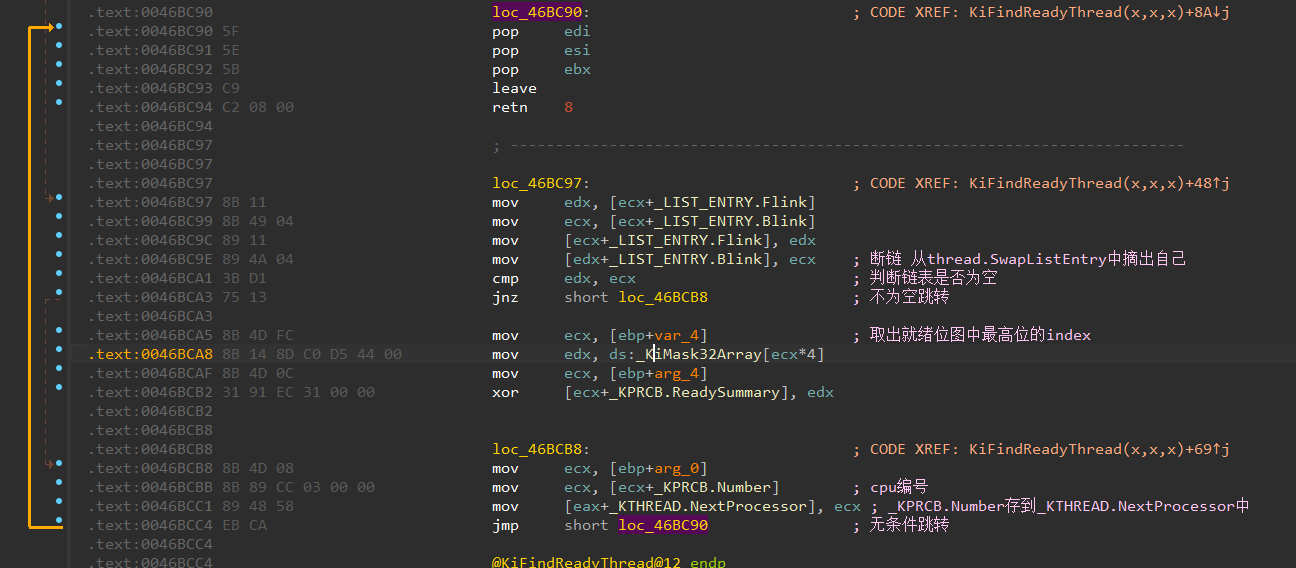 .text:0046BC90 loc_46BC90: ; CODE XREF: KiFindReadyThread(x,x,x)+8A↓j
.text:0046BC90 5F pop edi
.text:0046BC91 5E pop esi
.text:0046BC92 5B pop ebx
.text:0046BC93 C9 leave
.text:0046BC94 C2 08 00 retn 8
.text:0046BC94
.text:0046BC97 ; ---------------------------------------------------------------------------
.text:0046BC97
.text:0046BC97 loc_46BC97: ; CODE XREF: KiFindReadyThread(x,x,x)+48↑j
.text:0046BC97 8B 11 mov edx, [ecx+_LIST_ENTRY.Flink]
.text:0046BC99 8B 49 04 mov ecx, [ecx+_LIST_ENTRY.Blink]
.text:0046BC9C 89 11 mov [ecx+_LIST_ENTRY.Flink], edx
.text:0046BC9E 89 4A 04 mov [edx+_LIST_ENTRY.Blink], ecx ; 断链 从thread.SwapListEntry中摘出自己
.text:0046BCA1 3B D1 cmp edx, ecx ; 判断链表是否为空
.text:0046BCA3 75 13 jnz short loc_46BCB8 ; 不为空跳转
.text:0046BCA3
.text:0046BCA5 8B 4D FC mov ecx, [ebp+var_4] ; 取出就绪位图中最高位的index
.text:0046BCA8 8B 14 8D C0 D5 44 00 mov edx, ds:_KiMask32Array[ecx*4]
.text:0046BCAF 8B 4D 0C mov ecx, [ebp+arg_4]
.text:0046BCB2 31 91 EC 31 00 00 xor [ecx+_KPRCB.ReadySummary], edx
.text:0046BCB2
.text:0046BCB8
.text:0046BCB8 loc_46BCB8: ; CODE XREF: KiFindReadyThread(x,x,x)+69↑j
.text:0046BCB8 8B 4D 08 mov ecx, [ebp+arg_0]
.text:0046BCBB 8B 89 CC 03 00 00 mov ecx, [ecx+_KPRCB.Number] ; cpu编号
.text:0046BCC1 89 48 58 mov [eax+_KTHREAD.NextProcessor], ecx ; _KPRCB.Number存到_KTHREAD.NextProcessor中
.text:0046BCC4 EB CA jmp short loc_46BC90 ; 无条件跳转
.text:0046BCC4
.text:0046BCC4 @KiFindReadyThread@12 endp